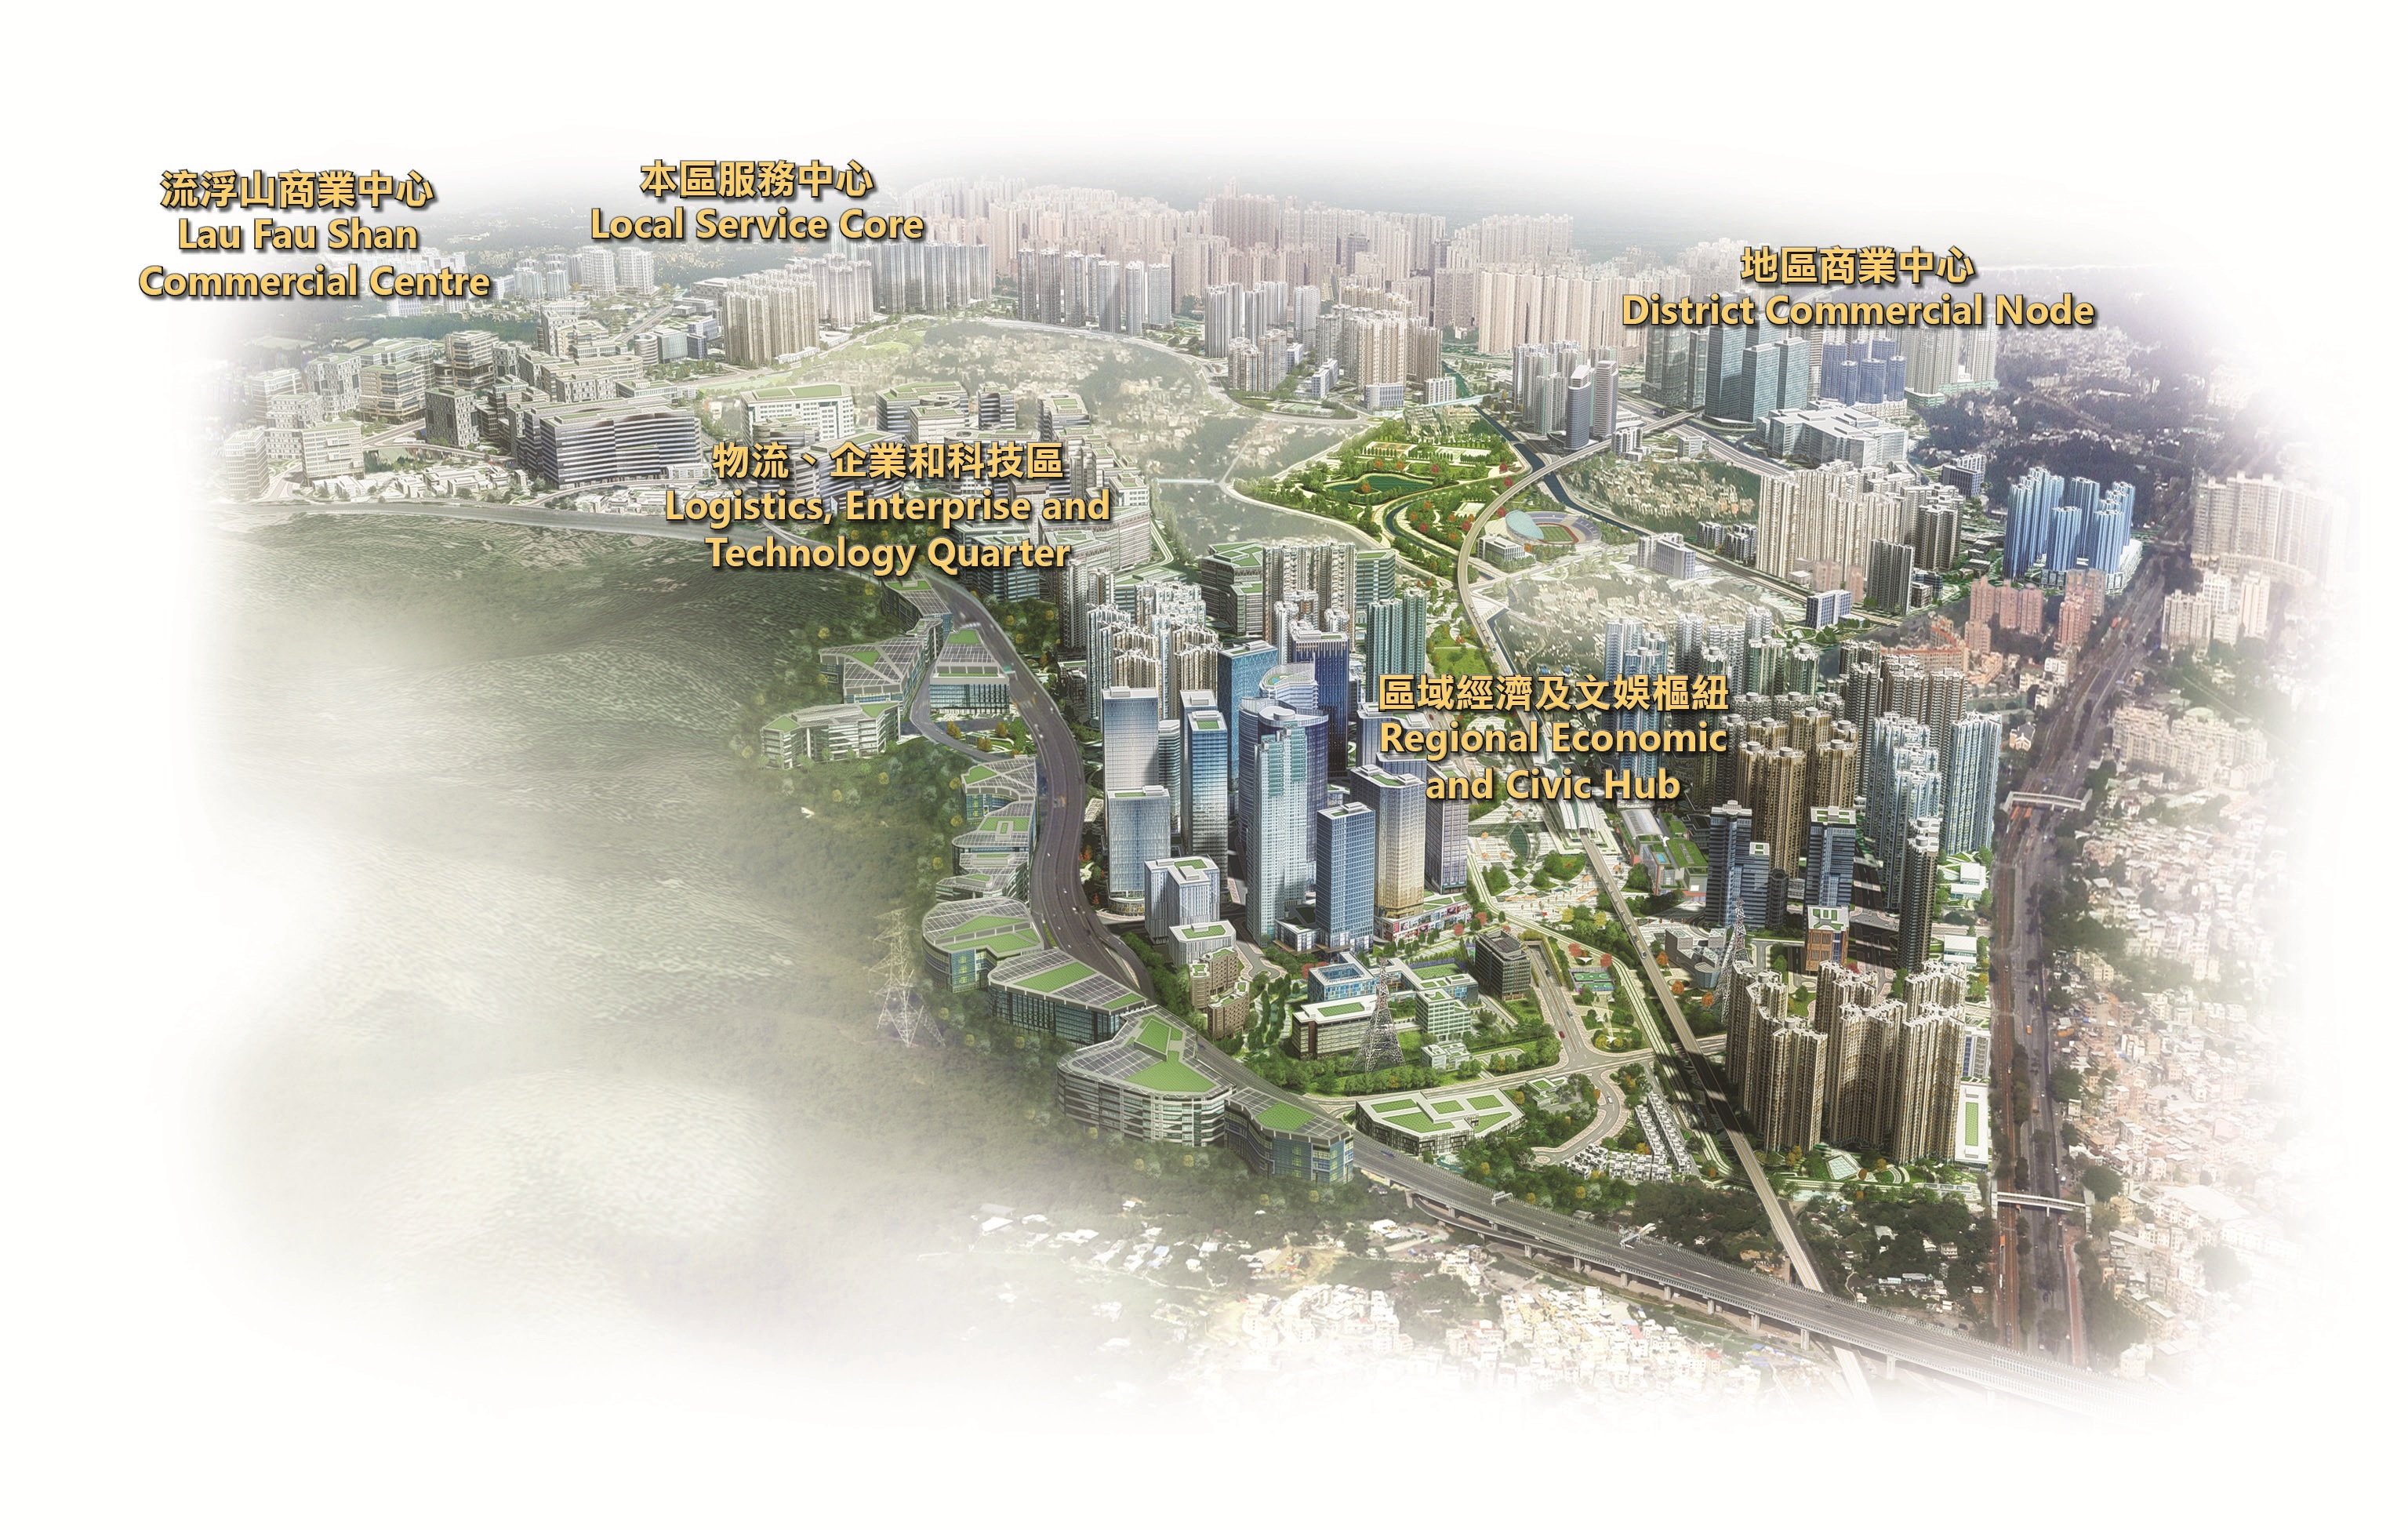 流浮山商業中心
Lau Fau Shan
Commercial Centre
本區服務中心
Local Service Core
地區商業中心
District Commercial Node
物流、企業和科技區
Logistics, Enterprise and
Technology Quarter
區域經濟及文娛樞紐
Regional Economic
and Civic Hub